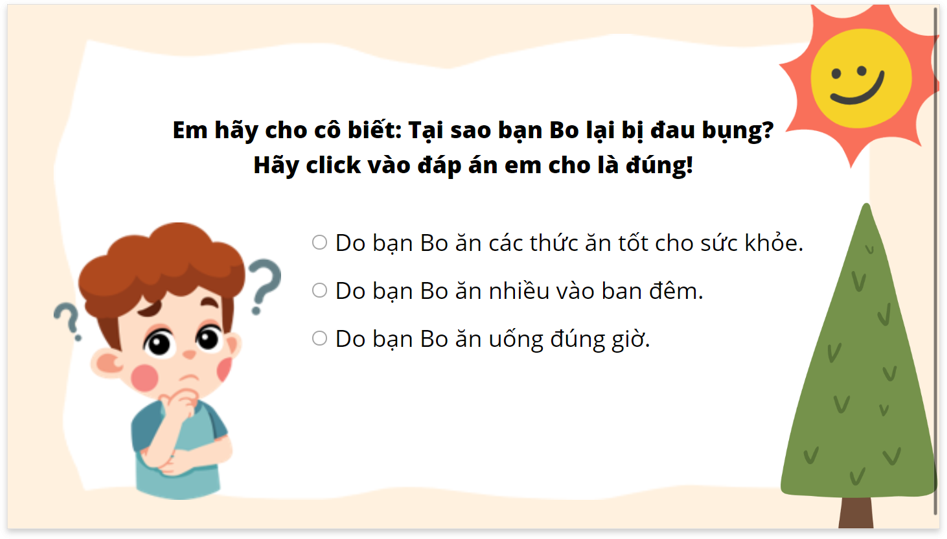 Em hãy cho cô biết: Tại sao bạn Bo lại bị đau bụng?
Hãy click vào đáp án em cho là đúng!
Do bạn Bo ăn các thức ăn tốt cho sức khỏe.
Do bạn Bo ăn nhiều vào ban đêm.
Do bạn Bo ăn uống đúng giờ.